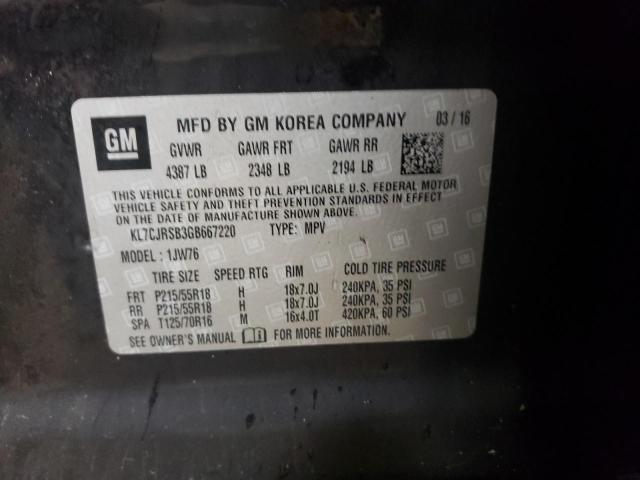 GM
MFD BY GM KOREA COMPANY 03/16
GVWR GAWR FRT GAWR RR
4387 LB 2348 LB 2194 LB
THIS VEHICLE CONFORMS TO ALL APPLICABLE U.S. FEDERAL MOTOR
VEHICLE SAFETY AND THEFT PREVENTION STANDARDS IN EFFECT ON
THE DATE OF MANUFACTURE SHOWN ABOVE.
KL7CJRSB3GB667220 TYPE: MPV
MODEL: 1JW76
TIRE SIZE SPEED RTG RIM COLD TIRE PRESSURE
FRT P215/55R18 H 18x7.0J 240KPA, 35 PSI
RR P215/55R18 H 18x7.0J 240KPA, 35 PSI
SPA T125/70R16 M 16x4.0T 420KPA, 60 PSI
SEE OWNER'S MANUAL FOR MORE INFORMATION.